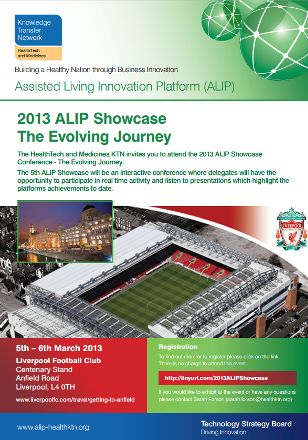 Knowledge
Transfer
Network
HealthTech
and Medicines
Building a Healthy Nation through Business Innovation
Assisted Living Innovation Platform (ALIP)
2013 ALIP Showcase
The Evolving Journey
The HealthTech and Medicines KTN invites you to attend the 2013 ALIP Showcase
Conference - The Evolving Journey.
The 5th ALIP Showcase will be an interactive conference where delegates will have the
opportunity to participate in real time activity and listen to presentations which highlight the
platforms achievements to date.
LIVERPOOL
5th – 6th March 2013
Liverpool Football Club
Centenary Stand
Anfield Road
Liverpool, L4 0TH
www.liverpoolfc.com/travel/getting-to-anfield
Registration
To find out more or to register please click on the link
There is no charge to attend this event
http://tinyurl.com/2013ALIPShowcase
If you would like to exhibit at the event or have any questions
please contact Sarah
www.alip-healthktn.org
Technology Strategy Board
Driving Innovation